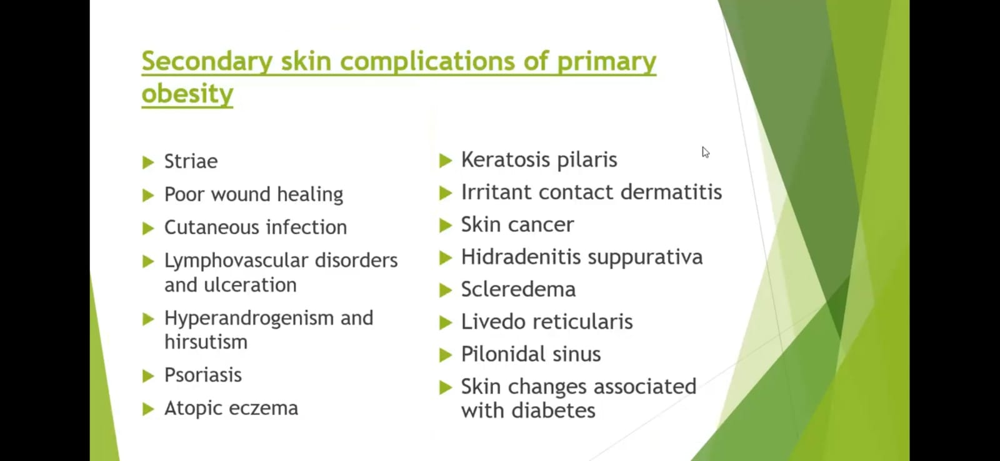 Secondary skin complications of primary
obesity
Striae
Poor wound healing
Cutaneous infection
Lymphovascular disorders
and ulceration
Hyperandrogenism and
hirsutism
Psoriasis
Atopic eczema
Keratosis pilaris
Irritant contact dermatitis
Skin cancer
Hidradenitis suppurativa
Scleredema
Livedo reticularis
Pilonidal sinus
Skin changes associated
with diabetes